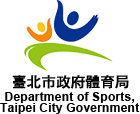 臺北市政府體育局
Department of Sports,
Taipei City Government